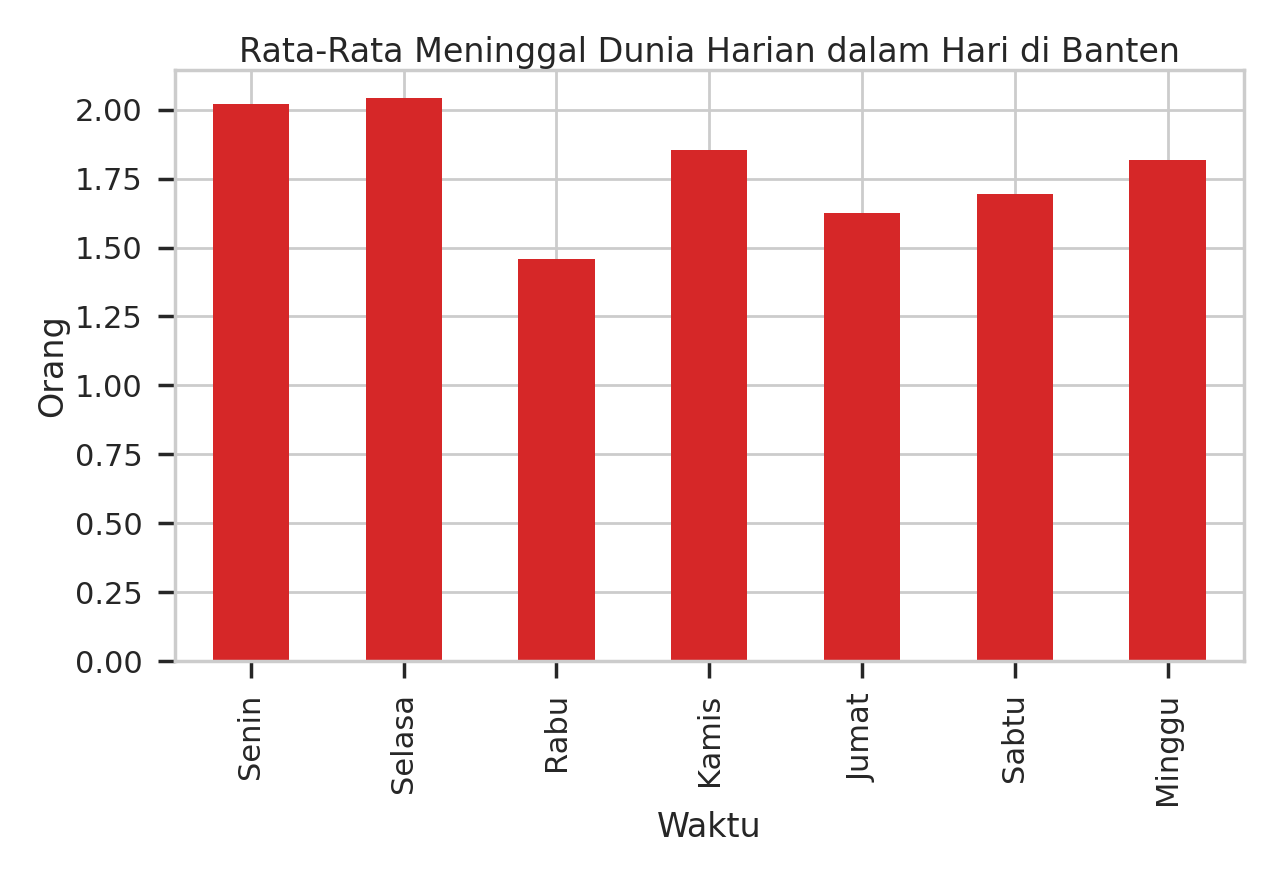 Rata-Rata Meninggal Dunia Harian dalam Hari di Banten
2.00
1.75
1.50
1.25
1.00
0.75
0.50
0.25
0.00
Orang
Senin
Selasa
Rabu
Kamis
Jumat
Sabtu
Minggu
Waktu